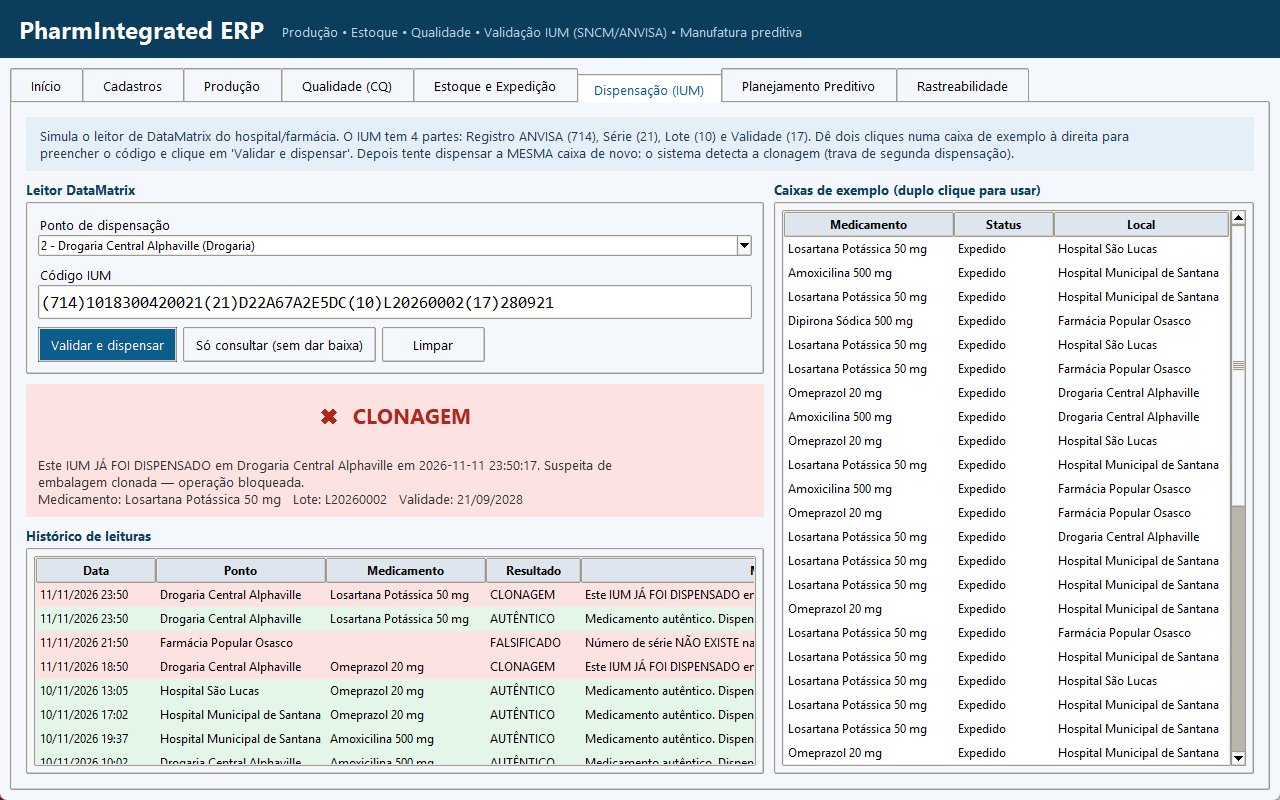 PharmIntegrated ERP
Produção • Estoque • Qualidade • Validação IUM (SNCM/ANVISA) • Manufatura preditiva
Início
Cadastros
Produção
Qualidade (CQ)
Estoque e Expedição
Dispensação (IUM)
Planejamento Preditivo
Rastreabilidade
Simula o leitor de DataMatrix do hospital/farmácia. O IUM tem 4 partes: Registro ANVISA (714), Série (21), Lote (10) e Validade (17). Dê dois cliques numa caixa de exemplo à direita para
preencher o código e clique em 'Validar e dispensar'. Depois tente dispensar a MESMA caixa de novo: o sistema detecta a clonagem (trava de segunda dispensação).
Leitor DataMatrix
Ponto de dispensação
2 - Drogaria Central Alphaville (Drogaria)
Código IUM
(714)1018300420021(21)D22A67A2E5DC(10)L20260002(17)280921
Validar e dispensar
Só consultar (sem dar baixa)
Limpar
✖ CLONAGEM
Este IUM JÁ FOI DISPENSADO em Drogaria Central Alphaville em 2026-11-11 23:50:17. Suspeita de
embalagem clonada — operação bloqueada.
Medicamento: Losartana Potássica 50 mg Lote: L20260002 Validade: 21/09/2028
Histórico de leituras
Data Ponto Medicamento Resultado
11/11/2026 23:50 Drogaria Central Alphaville Losartana Potássica 50 mg CLONAGEM Este IUM JÁ FOI DISPENSADO
11/11/2026 23:50 Drogaria Central Alphaville Losartana Potássica 50 mg AUTÊNTICO Medicamento autêntico. Dispen
11/11/2026 21:50 Farmácia Popular Osasco FALSIFICADO Número de série NÃO EXISTE na
11/11/2026 18:50 Drogaria Central Alphaville Omeprazol 20 mg CLONAGEM Este IUM JÁ FOI DISPENSADO
10/11/2026 13:05 Hospital São Lucas Omeprazol 20 mg AUTÊNTICO Medicamento autêntico. Dispen
10/11/2026 17:02 Hospital Municipal de Santana Omeprazol 20 mg AUTÊNTICO Medicamento autêntico. Dispen
10/11/2026 19:37 Hospital Municipal de Santana Amoxicilina 500 mg AUTÊNTICO Medicamento autêntico. Dispen
10/11/2026 10:02 Drogaria Central Alphaville Amoxicilina 500 mg AUTÊNTICO Medicamento autêntico. Dispen
Caixas de exemplo (duplo clique para usar)
Medicamento Status Local
Losartana Potássica 50 mg Expedido Hospital São Lucas
Amoxicilina 500 mg Expedido Hospital Municipal de Santana
Losartana Potássica 50 mg Expedido Hospital Municipal de Santana
Dipirona Sódica 500 mg Expedido Farmácia Popular Osasco
Losartana Potássica 50 mg Expedido Hospital São Lucas
Losartana Potássica 50 mg Expedido Farmácia Popular Osasco
Omeprazol 20 mg Expedido Drogaria Central Alphaville
Amoxicilina 500 mg Expedido Drogaria Central Alphaville
Omeprazol 20 mg Expedido Hospital São Lucas
Losartana Potássica 50 mg Expedido Hospital Municipal de Santana
Amoxicilina 500 mg Expedido Farmácia Popular Osasco
Omeprazol 20 mg Expedido Farmácia Popular Osasco
Losartana Potássica 50 mg Expedido Drogaria Central Alphaville
Losartana Potássica 50 mg Expedido Hospital Municipal de Santana
Losartana Potássica 50 mg Expedido Hospital Municipal de Santana
Omeprazol 20 mg Expedido Hospital Municipal de Santana
Losartana Potássica 50 mg Expedido Farmácia Popular Osasco
Losartana Potássica 50 mg Expedido Hospital Municipal de Santana
Losartana Potássica 50 mg Expedido Hospital São Lucas
Losartana Potássica 50 mg Expedido Hospital Municipal de Santana
Losartana Potássica 50 mg Expedido Hospital Municipal de Santana
Omeprazol 20 mg Expedido Hospital Municipal de Santana